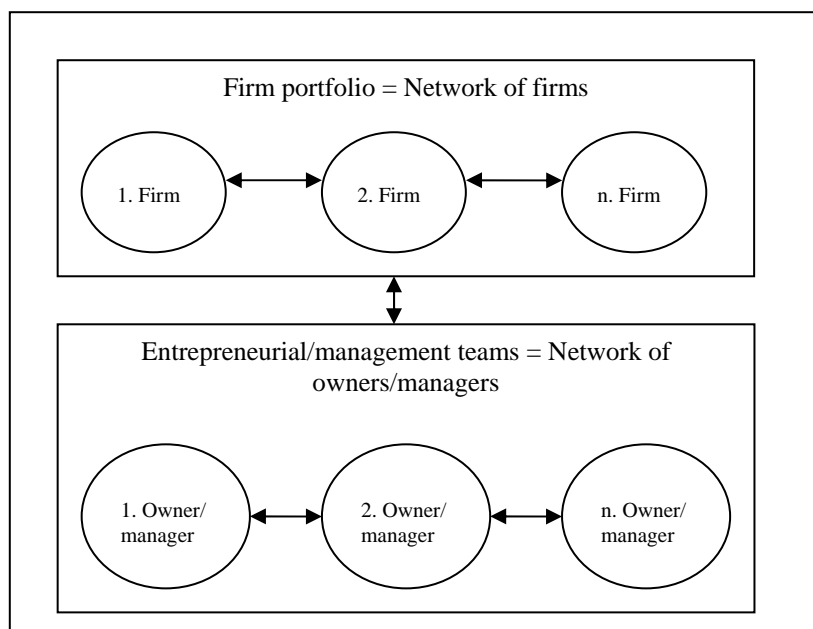 Firm portfolio = Network of firms
1. Firm
2. Firm
n. Firm
Entrepreneurial/management teams = Network of
owners/managers
1. Owner/
manager
2. Owner/
manager
n. Owner/
manager